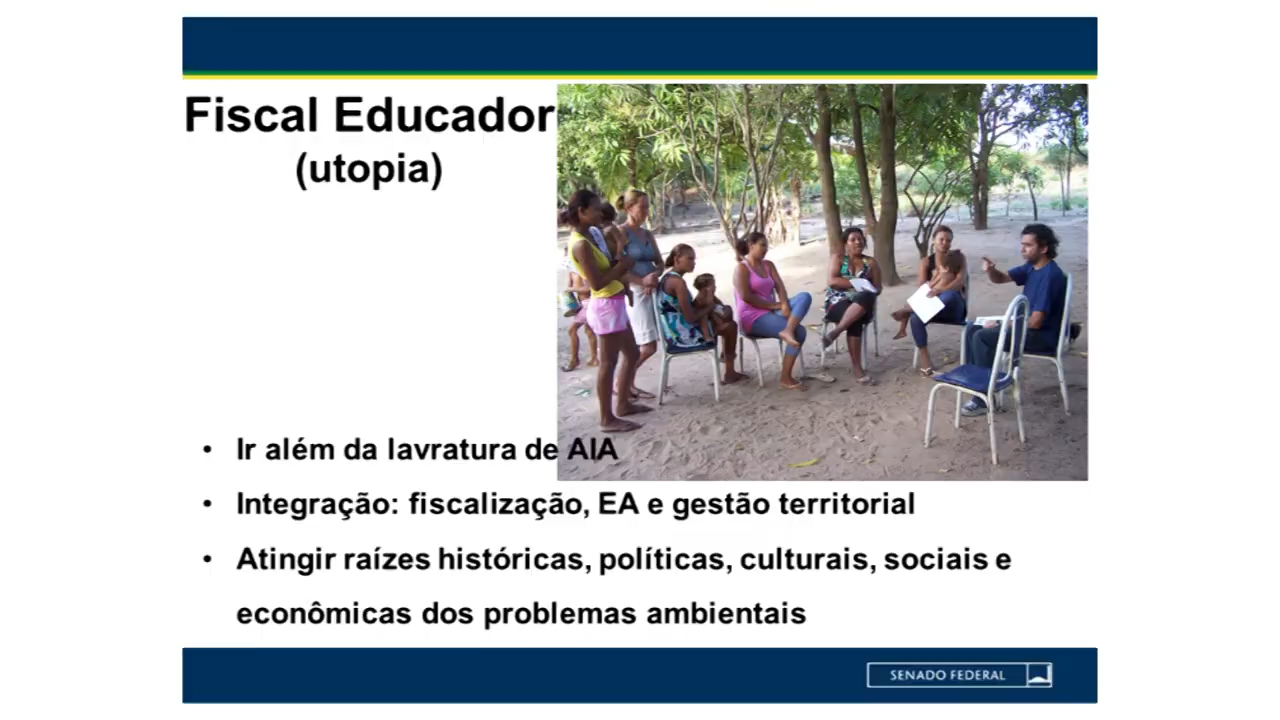 Fiscal Educador
(utopia)
• Ir além da lavratura de AIA
• Integração: fiscalização, EA e gestão territorial
• Atingir raízes históricas, políticas, culturais, sociais e
econômicas dos problemas ambientais
SENADO FEDERAL